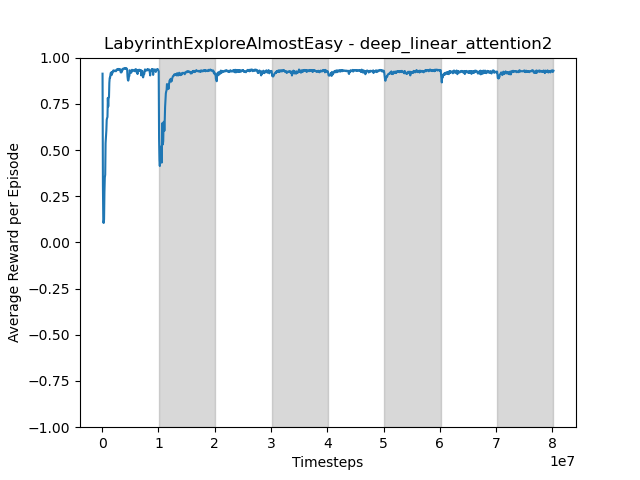 LabyrinthExploreAlmostEasy - deep_linear_attention2
Average Reward per Episode
1.00
0.75
0.50
0.25
0.00
−0.25
−0.50
−0.75
−1.00
0 1 2 3 4 5 6 7 8
1e7
Timesteps